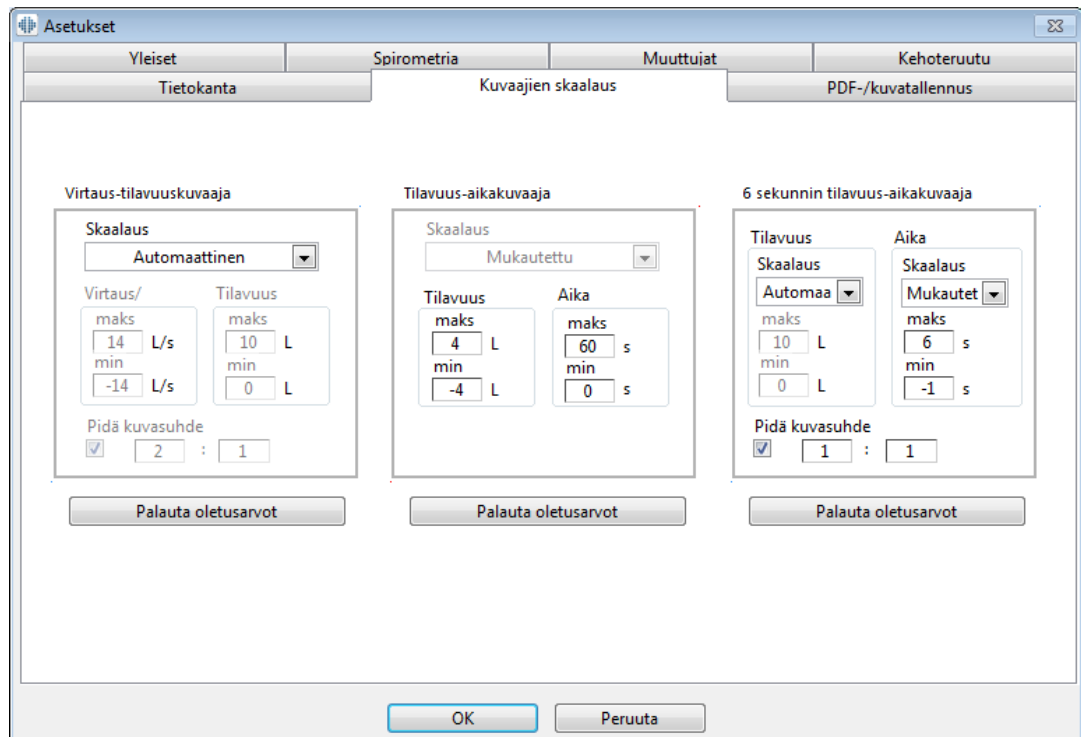 Asetukset
Yleiset Spirometria Muuttujat Kehoteruutu
Tietokanta Kuvaajien skaalaus PDF-/kuvatallennus
Virtaus-tilavuuskuvaaja
Skaalaus
Automaattinen
Virtaus/ Tilavuus
maks maks
14 L/s 10 L
min min
-14 L/s 0 L
Pidä kuvasuhde
2 : 1
Palauta oletusarvot
Tilavuus-aikakuvaaja
Skaalaus
Mukautettu
Tilavuus Aika
maks maks
4 L 60 s
min min
-4 L 0 s
Palauta oletusarvot
6 sekunnin tilavuus-aikakuvaaja
Tilavuus Aika
Skaalaus Skaalaus
Automaa Mukautet
maks maks
10 L 6 s
min min
0 L -1 s
Pidä kuvasuhde
1 : 1
Palauta oletusarvot
OK Peruuta